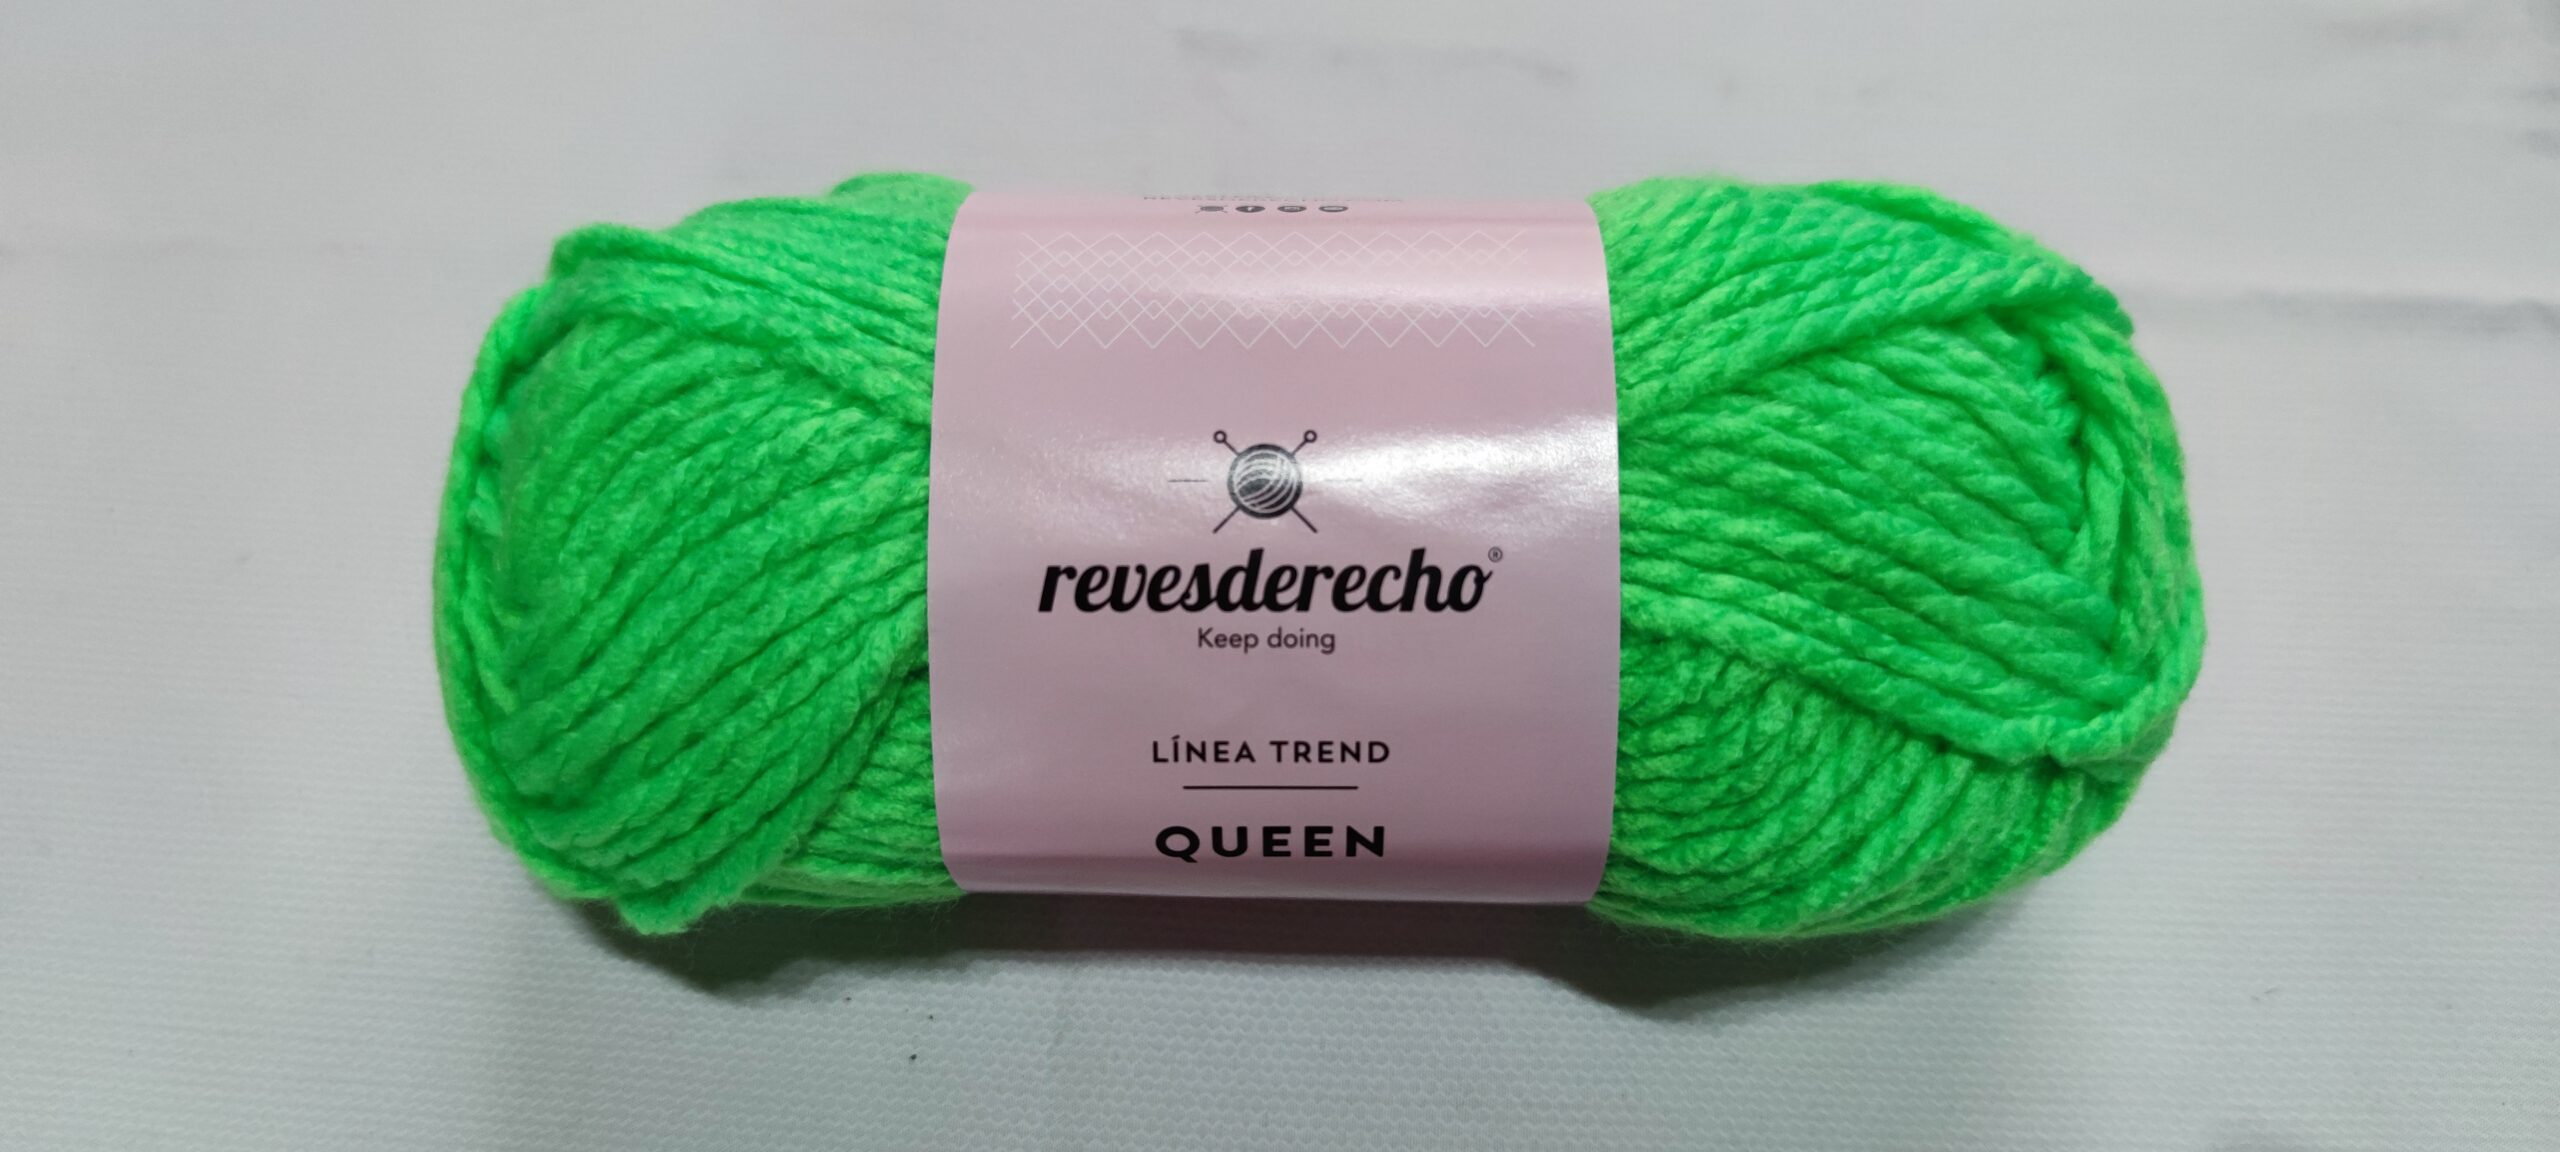 revesderecho®
Keep doing
LÍNEA TREND
QUEEN